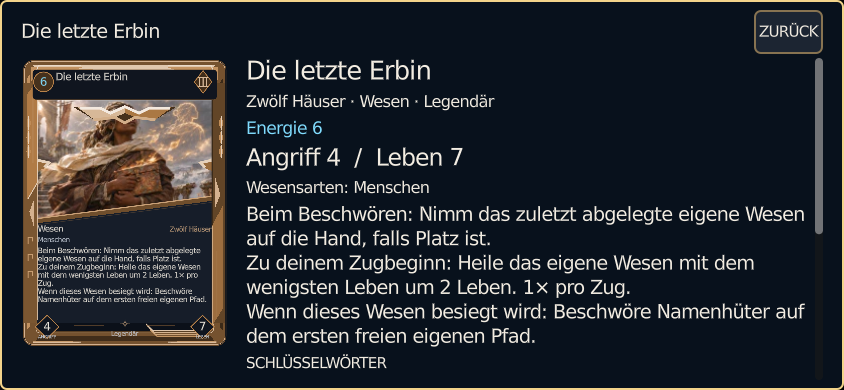 Die letzte Erbin
ZURÜCK
6
Die letzte Erbin
III
Wesen
Zwölf Häuser
Menschen
Beim Beschwören: Nimm das zuletzt abgelegte
eigene Wesen auf die Hand, falls Platz ist.
Zu deinem Zugbeginn: Heile das eigene Wesen
mit dem wenigsten Leben um 2 Leben. 1× pro
Zug.
Wenn dieses Wesen besiegt wird: Beschwöre
Namenhüter auf dem ersten freien eigenen Pfad.
4
Legendär
7
Die letzte Erbin
Zwölf Häuser · Wesen · Legendär
Energie 6
Angriff 4 / Leben 7
Wesensarten: Menschen
Beim Beschwören: Nimm das zuletzt abgelegte eigene Wesen
auf die Hand, falls Platz ist.
Zu deinem Zugbeginn: Heile das eigene Wesen mit dem
wenigsten Leben um 2 Leben. 1× pro Zug.
Wenn dieses Wesen besiegt wird: Beschwöre Namenhüter auf
dem ersten freien eigenen Pfad.
SCHLÜSSELWÖRTER